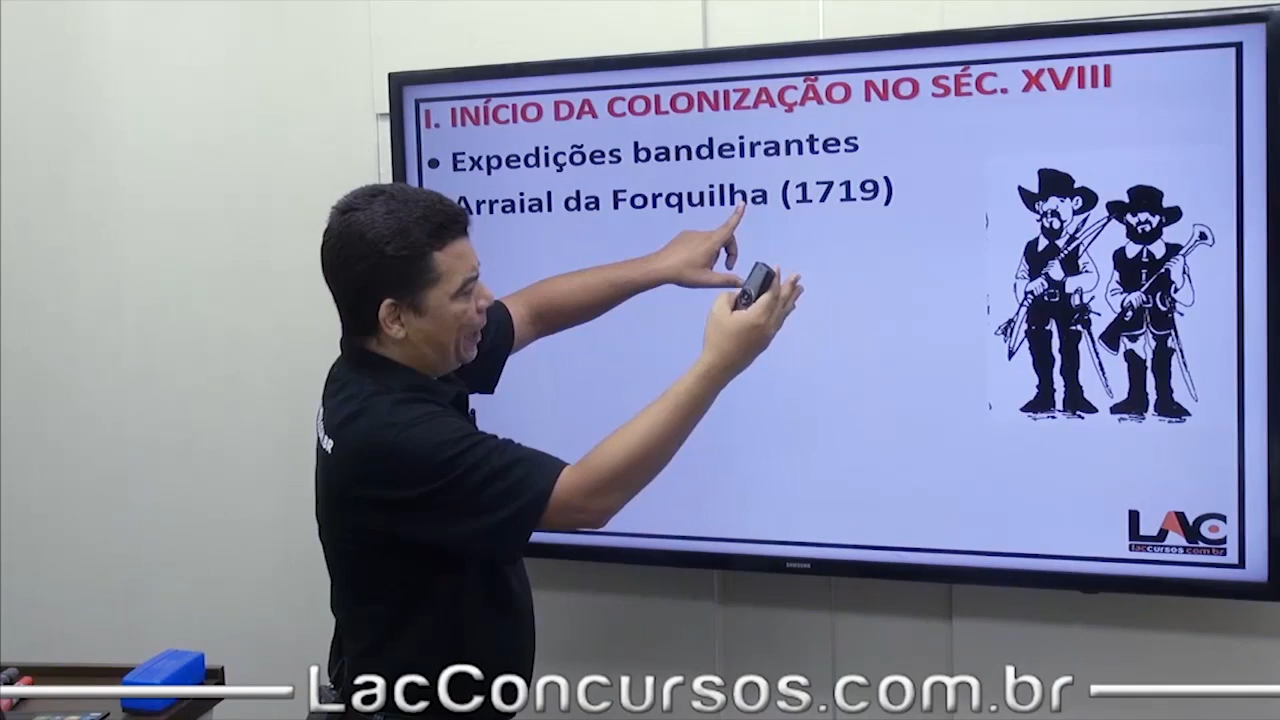 I. INÍCIO DA COLONIZAÇÃO NO SÉC. XVIII
• Expedições bandeirantes
Arraial da Forquilha (1719)
LAC
laccursos.com.br
SAMSUNG
LacConcursos.com.br